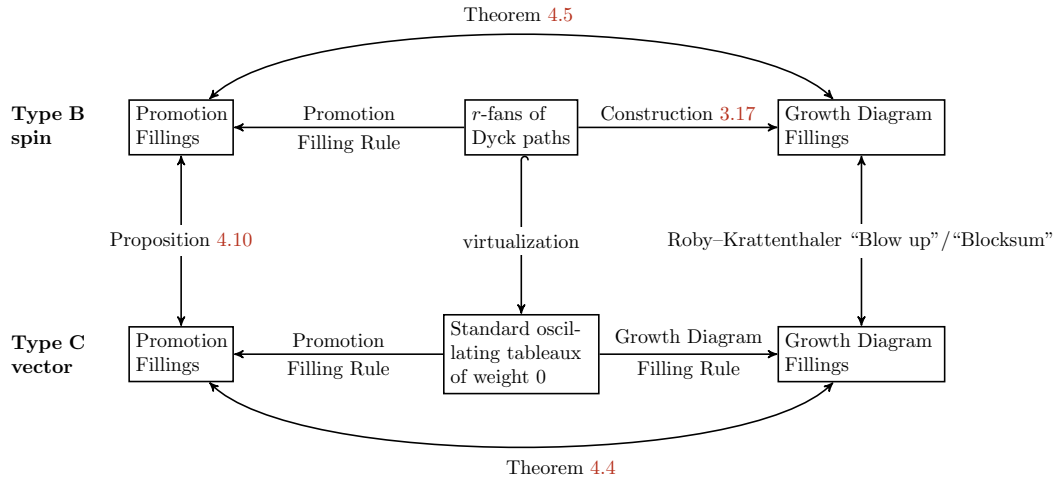 Theorem 4.5
Type B
spin
Promotion
Fillings
Promotion
Filling Rule
r-fans of
Dyck paths
Construction 3.17
Growth Diagram
Fillings
Proposition 4.10
virtualization
Roby–Krattenthaler “Blow up”/“Blocksum”
Type C
vector
Promotion
Fillings
Promotion
Filling Rule
Standard oscil-
lating tableaux
of weight 0
Growth Diagram
Filling Rule
Growth Diagram
Fillings
Theorem 4.4